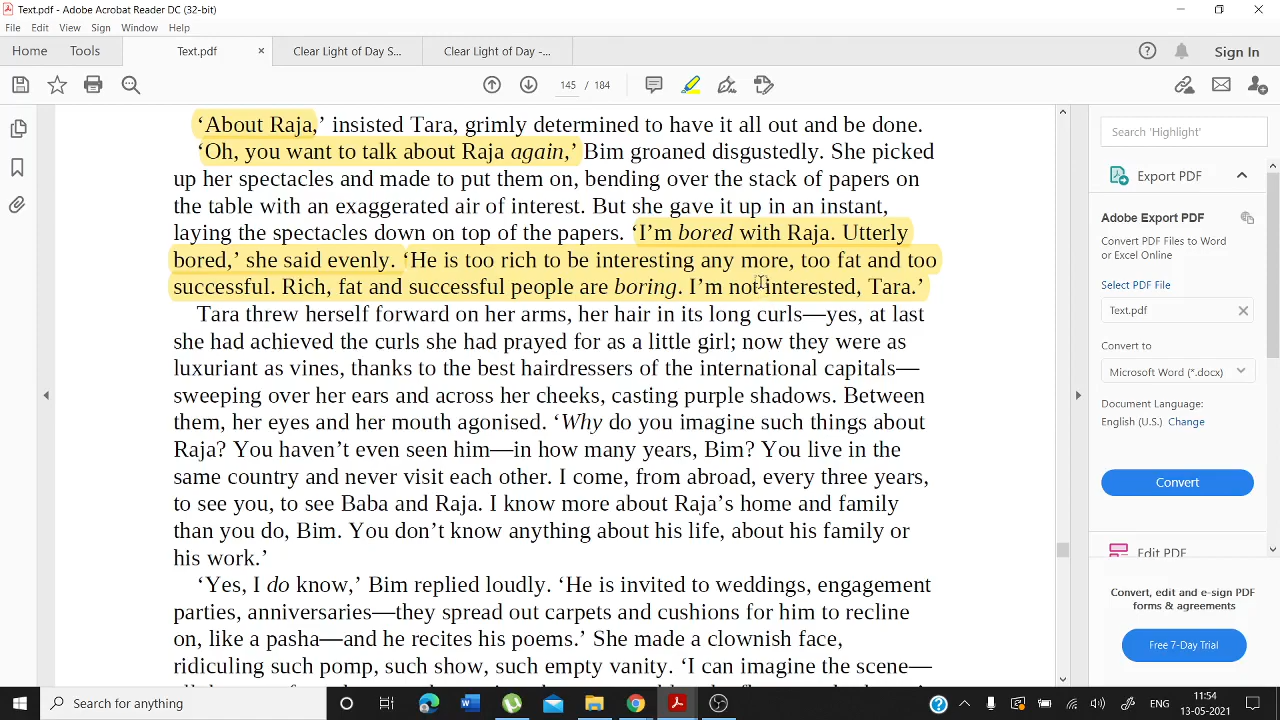 Text.pdf - Adobe Acrobat Reader DC (32-bit)
File Edit View Sign Window Help
Home Tools Text.pdf × Clear Light of Day S... Clear Light of Day -... Sign In
145 / 184
‘About Raja,’ insisted Tara, grimly determined to have it all out and be done.
‘Oh, you want to talk about Raja again,’ Bim groaned disgustedly. She picked
up her spectacles and made to put them on, bending over the stack of papers on
the table with an exaggerated air of interest. But she gave it up in an instant,
laying the spectacles down on top of the papers. ‘I’m bored with Raja. Utterly
bored,’ she said evenly. ‘He is too rich to be interesting any more, too fat and too
successful. Rich, fat and successful people are boring. I’m not interested, Tara.’
Tara threw herself forward on her arms, her hair in its long curls—yes, at last
she had achieved the curls she had prayed for as a little girl; now they were as
luxuriant as vines, thanks to the best hairdressers of the international capitals—
sweeping over her ears and across her cheeks, casting purple shadows. Between
them, her eyes and her mouth agonised. ‘Why do you imagine such things about
Raja? You haven’t even seen him—in how many years, Bim? You live in the
same country and never visit each other. I come, from abroad, every three years,
to see you, to see Baba and Raja. I know more about Raja’s home and family
than you do, Bim. You don’t know anything about his life, about his family or
his work.’
‘Yes, I do know,’ Bim replied loudly. ‘He is invited to weddings, engagement
parties, anniversaries—they spread out carpets and cushions for him to recline
on, like a pasha—and he recites his poems.’ She made a clownish face,
ridiculing such pomp, such show, such empty vanity. ‘I can imagine the scene—
Search 'Highlight'
Export PDF
Adobe Export PDF
Convert PDF Files to Word
or Excel Online
Select PDF File
Text.pdf
Convert to
Microsoft Word (*.docx)
Document Language:
English (U.S.) Change
Convert
Edit PDF
Convert, edit and e-sign PDF
forms & agreements
Free 7-Day Trial
Search for anything
ENG
11:54
13-05-2021